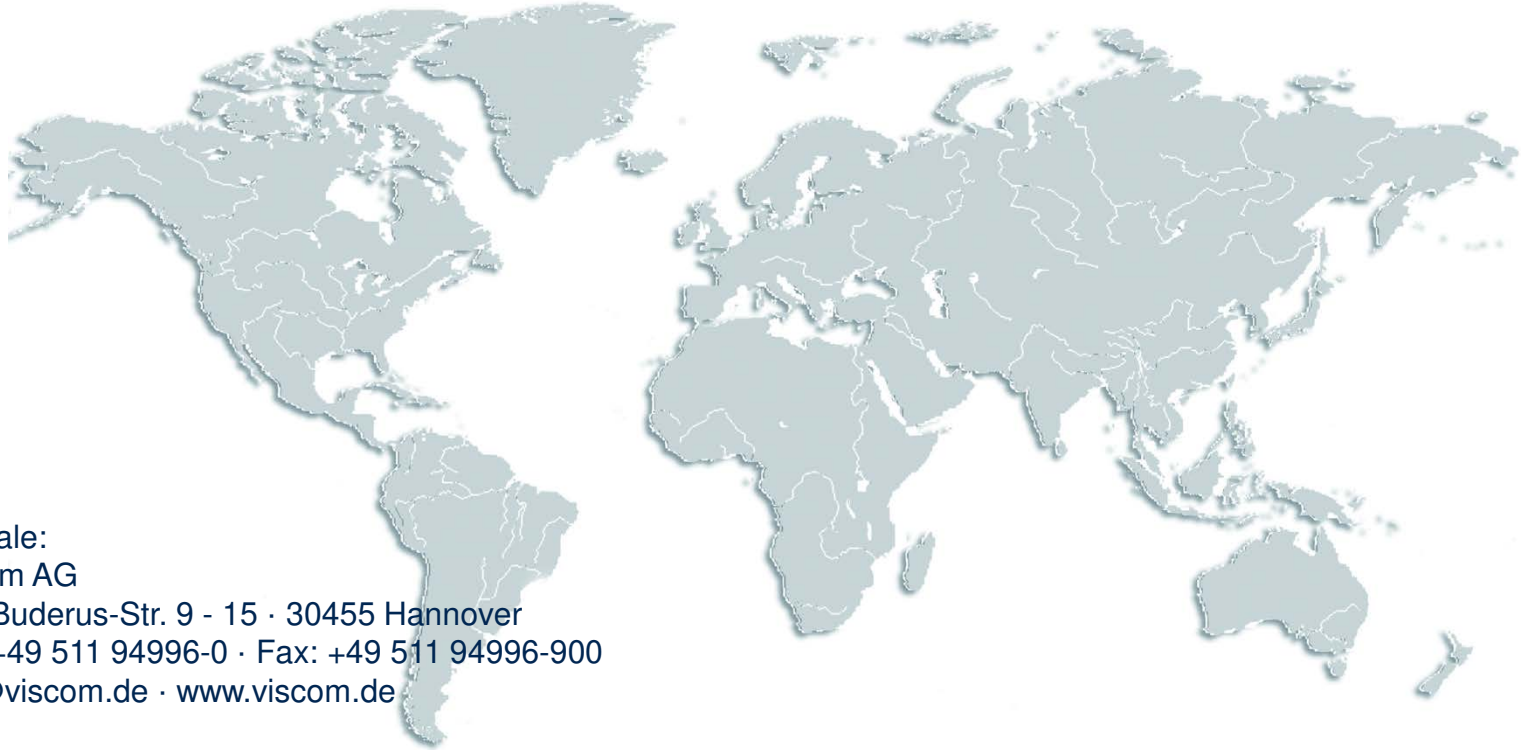 ale:
m AG
Buderus-Str. 9 - 15 · 30455 Hannover
+49 511 94996-0 · Fax: +49 511 94996-900
@viscom.de · www.viscom.de